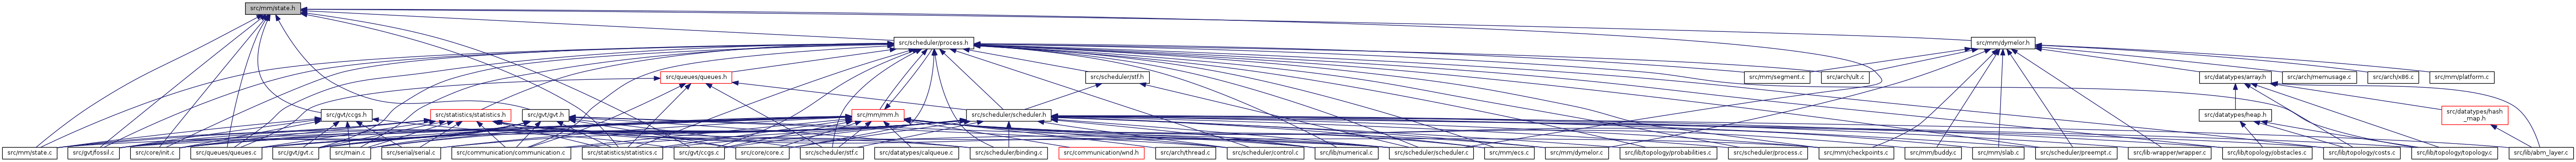 src/mm/state.h
src/scheduler/process.h
src/mm/dymelor.h
src/queues/queues.h
src/scheduler/stf.h
src/mm/segment.c
src/arch/ult.c
src/datatypes/array.h
src/arch/memusage.c
src/arch/x86.c
src/mm/platform.c
src/gvt/ccgs.h
src/statistics/statistics.h
src/gvt/gvt.h
src/mm/mm.h
src/scheduler/scheduler.h
src/datatypes/heap.h
src/datatypes/hash
_map.h
src/mm/state.c
src/gvt/fossil.c
src/core/init.c
src/queues/queues.c
src/gvt/gvt.c
src/main.c
src/serial/serial.c
src/communication/communication.c
src/statistics/statistics.c
src/gvt/ccgs.c
src/core/core.c
src/scheduler/stf.c
src/datatypes/calqueue.c
src/scheduler/binding.c
src/communication/wnd.h
src/arch/thread.c
src/scheduler/control.c
src/lib/numerical.c
src/scheduler/scheduler.c
src/mm/ecs.c
src/mm/dymelor.c
src/lib/topology/probabilities.c
src/scheduler/process.c
src/mm/checkpoints.c
src/mm/buddy.c
src/mm/slab.c
src/scheduler/preempt.c
src/lib-wrapper/wrapper.c
src/lib/topology/obstacles.c
src/lib/topology/costs.c
src/lib/topology/topology.c
src/lib/abm_layer.c